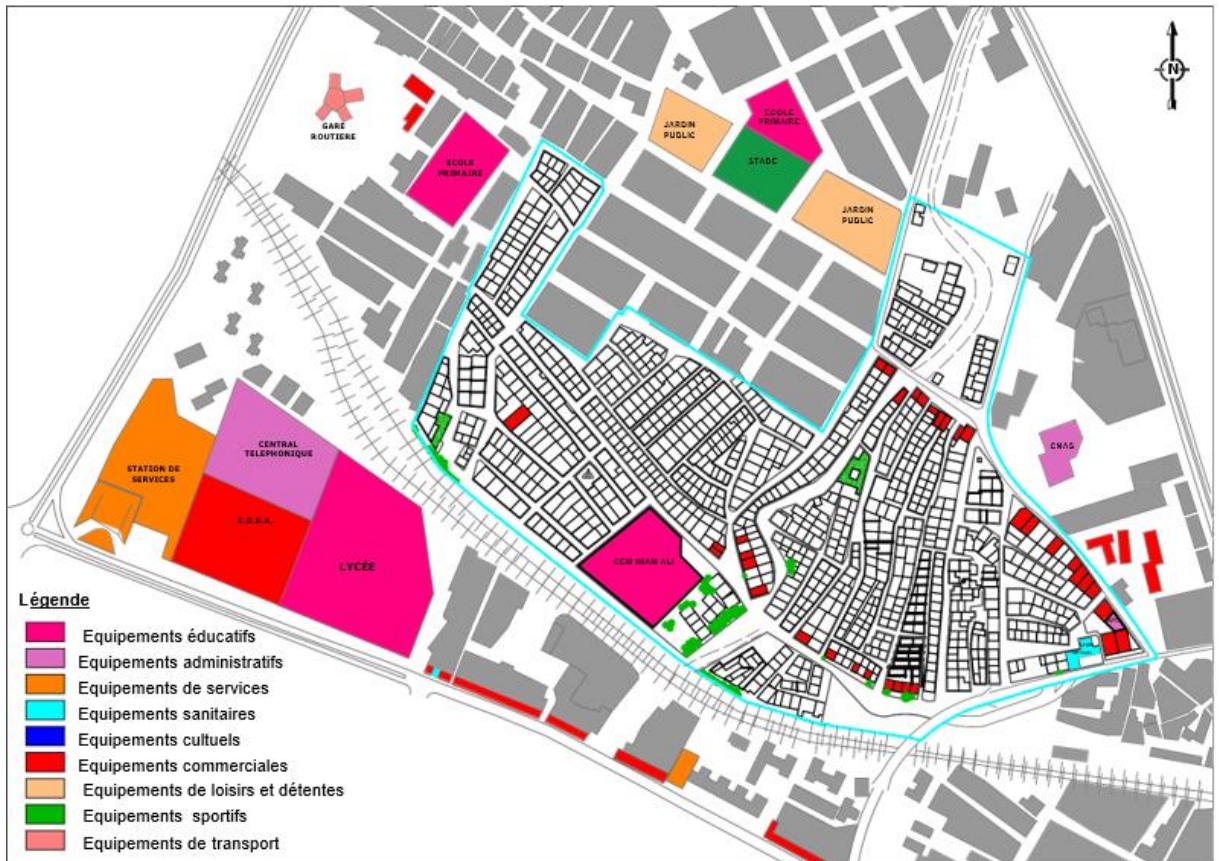 N
GARE
ROUTIERE
ECOLE
PRIMAIRE
JARDIN
PUBLIC
ECOLE
PRIMAIRE
STADE
JARDIN
PUBLIC
CENTRAL
TELEPHONIQUE
STATION DE
SERVICES
LYCÉE
CEM IMAM ALI
CNAS
Légende
Equipements éducatifs
Equipements administratifs
Equipements de services
Equipements sanitaires
Equipements cultuels
Equipements commerciales
Equipements de loisirs et détentes
Equipements sportifs
Equipements de transport